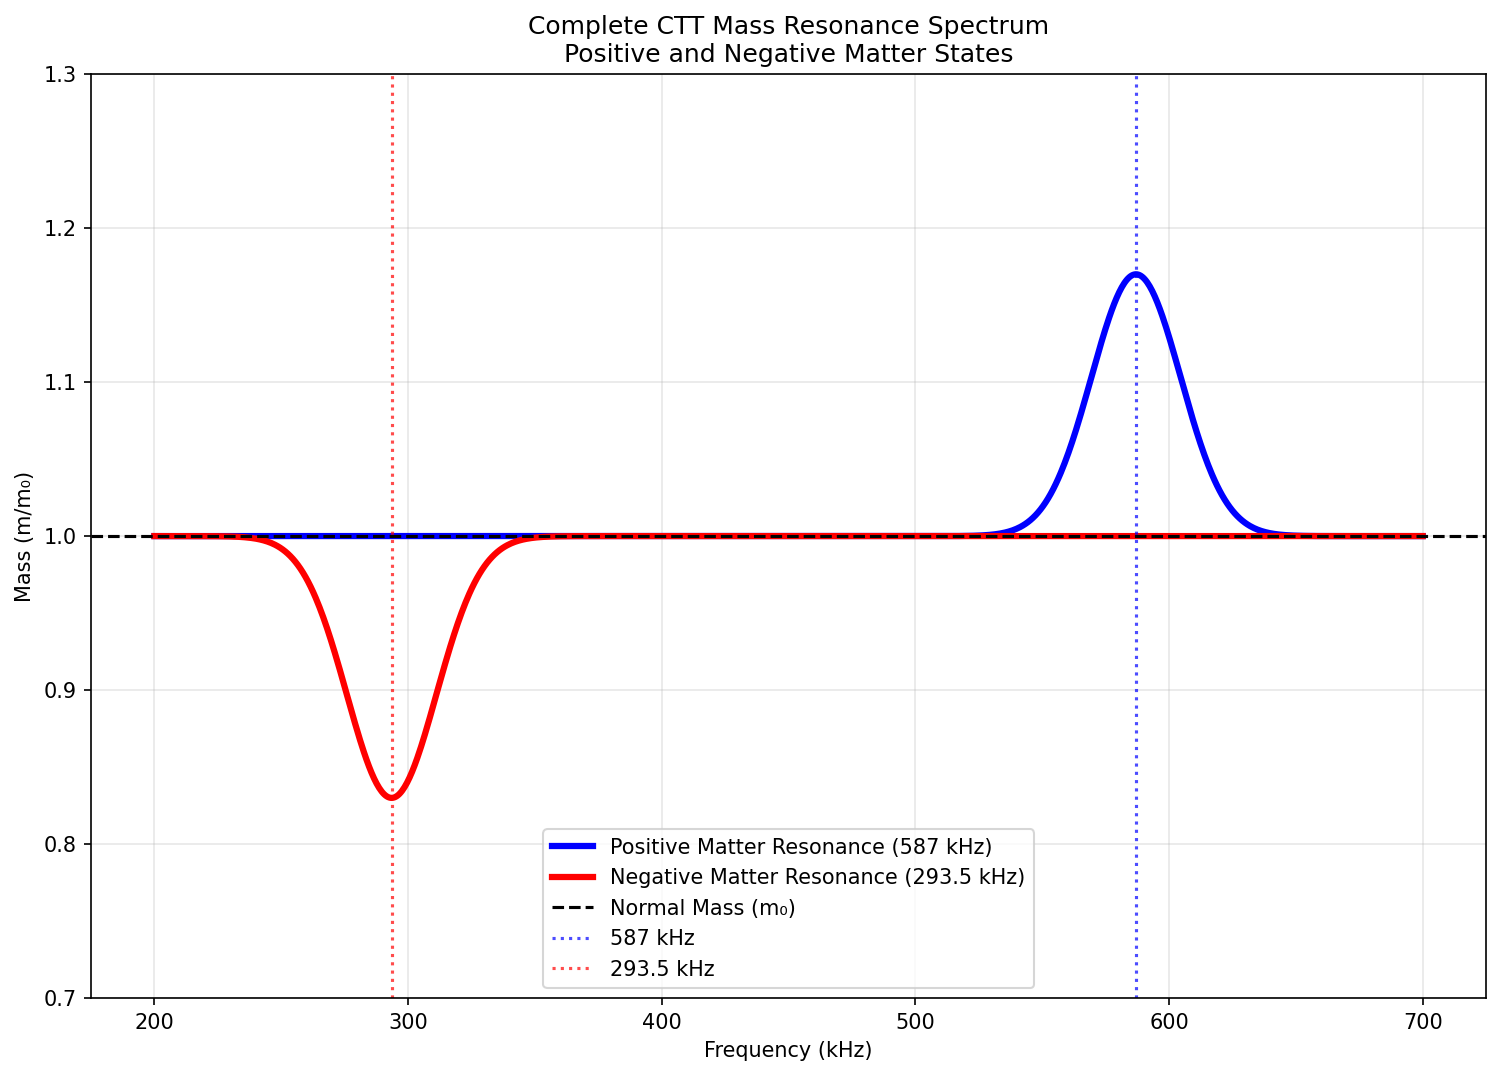 Complete CTT Mass Resonance Spectrum
Positive and Negative Matter States
1.3
1.2
1.1
1.0
0.9
0.8
0.7
Mass (m/m₀)
Positive Matter Resonance (587 kHz)
Negative Matter Resonance (293.5 kHz)
Normal Mass (m₀)
587 kHz
293.5 kHz
200 300 400 500 600 700
Frequency (kHz)